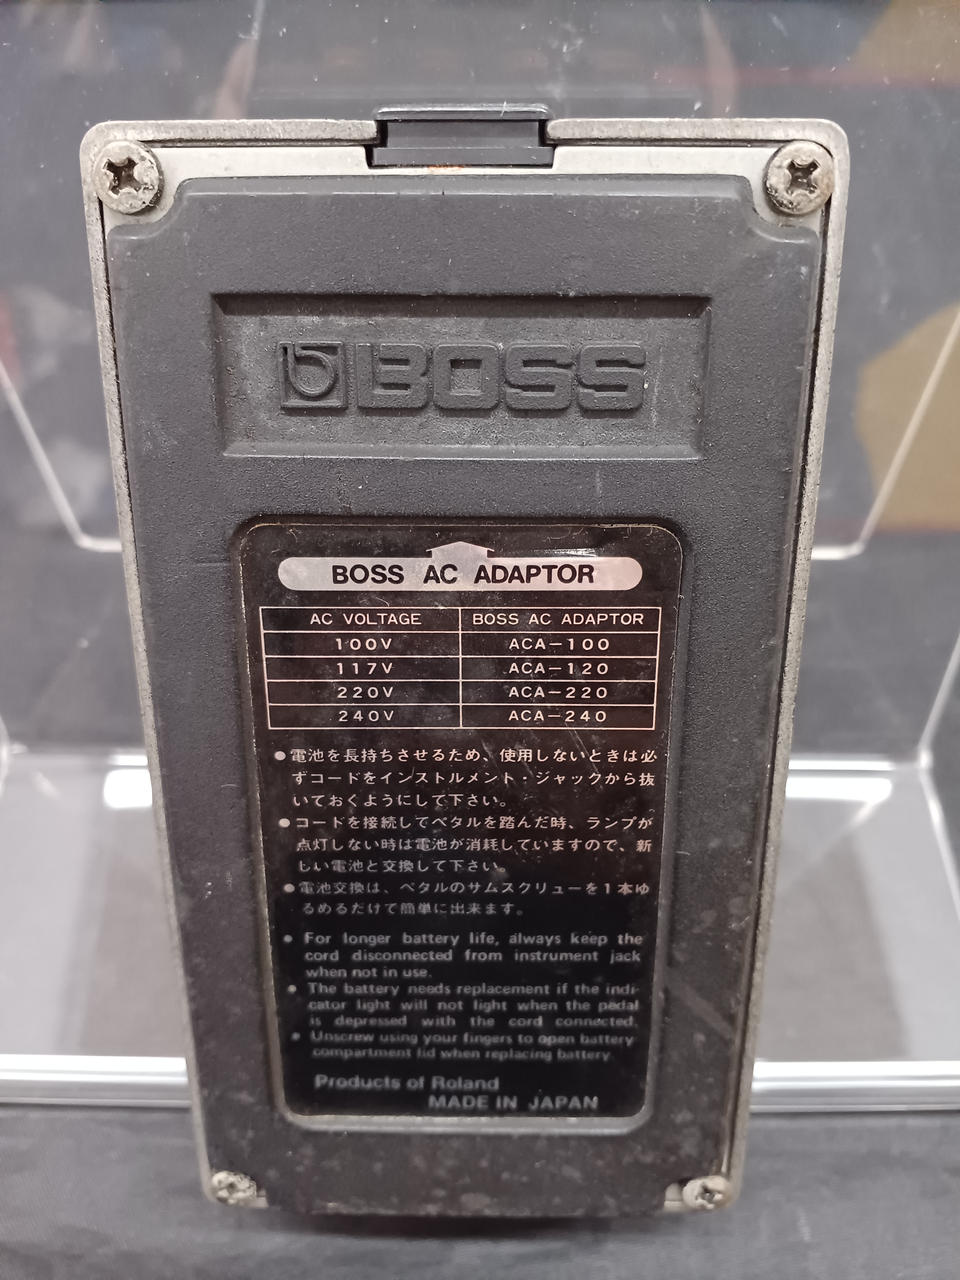 BOSS
BOSS AC ADAPTOR
AC VOLTAGE BOSS AC ADAPTOR
100V ACA-100
117V ACA-120
220V ACA-220
240V ACA-240
●電池を長持ちさせるため、使用しないときは必
ずコードをインストルメント・ジャックから抜
いておくようにして下さい。
●コードを接続してペタルを踏んだ時、ランプが
点灯しない時は電池が消耗していますので、新
しい電池と交換して下さい。
●電池交換は、ペタルのサムスクリューを1本ゆ
るめるだけで簡単に出来ます。
● For longer battery life, always keep the
cord disconnected from instrument jack
when not in use.
● The battery needs replacement if the indi-
cator light will not light when the pedal
is depressed with the cord connected.
● Unscrew using your fingers to open battery
compartment lid when replacing battery.
Products of Roland
MADE IN JAPAN